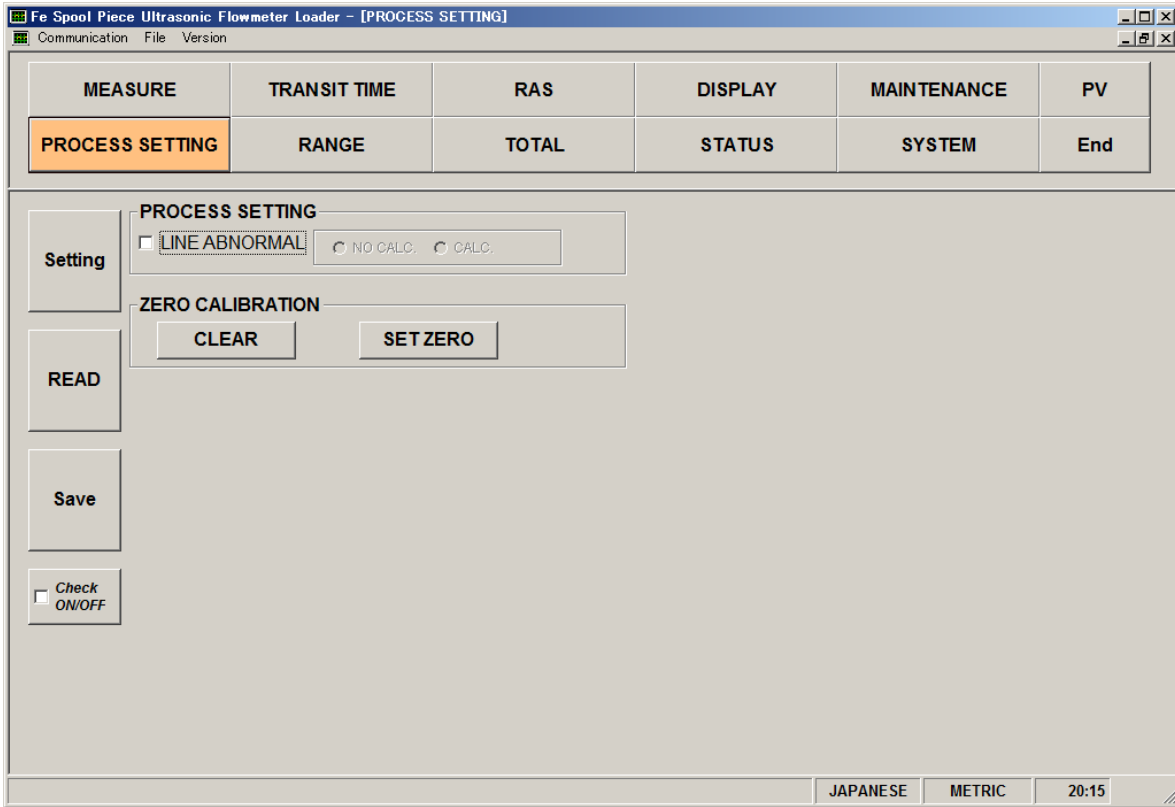 Fe Spool Piece Ultrasonic Flowmeter Loader - [PROCESS SETTING]
Communication File Version
MEASURE TRANSIT TIME RAS DISPLAY MAINTENANCE PV
PROCESS SETTING RANGE TOTAL STATUS SYSTEM End
PROCESS SETTING
LINE ABNORMAL NO CALC. CALC.
Setting
ZERO CALIBRATION
CLEAR SET ZERO
READ
Save
Check
ON/OFF
JAPANESE METRIC 20:15